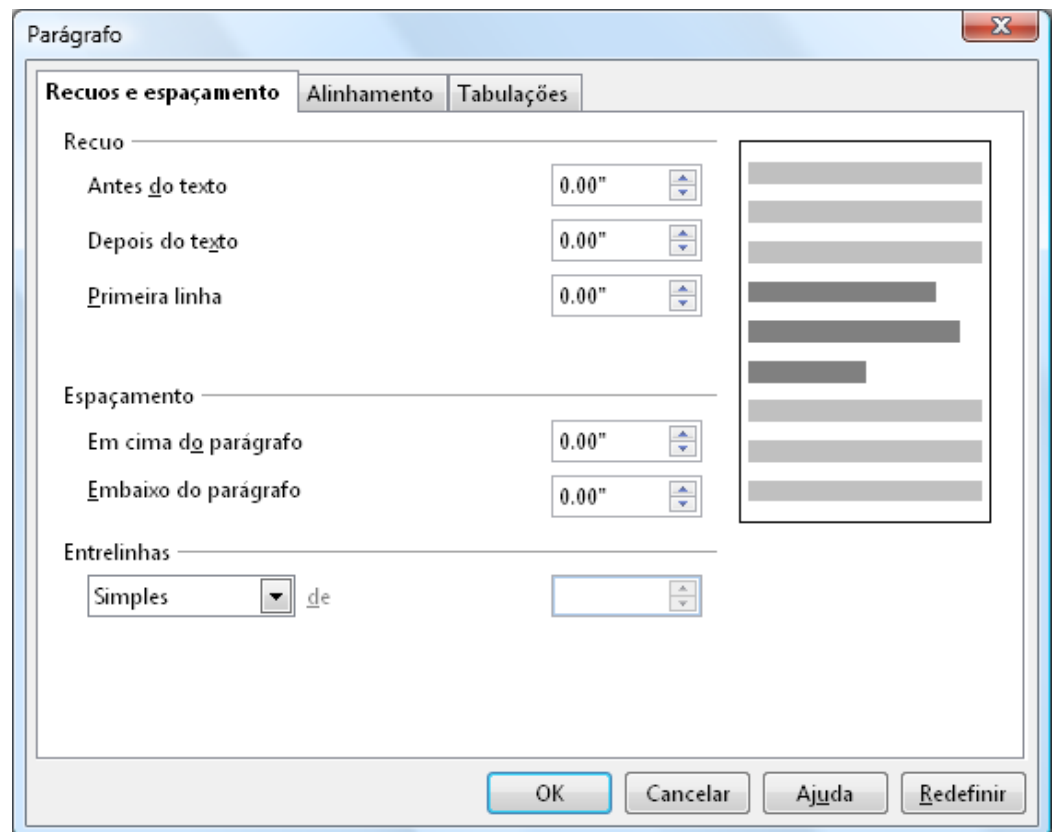 Parágrafo
Recuos e espaçamento Alinhamento Tabulações
Recuo
Antes do texto 0.00"
Depois do texto 0.00"
Primeira linha 0.00"
Espaçamento
Em cima do parágrafo 0.00"
Embaixo do parágrafo 0.00"
Entrelinhas
Simples de
OK Cancelar Ajuda Redefinir